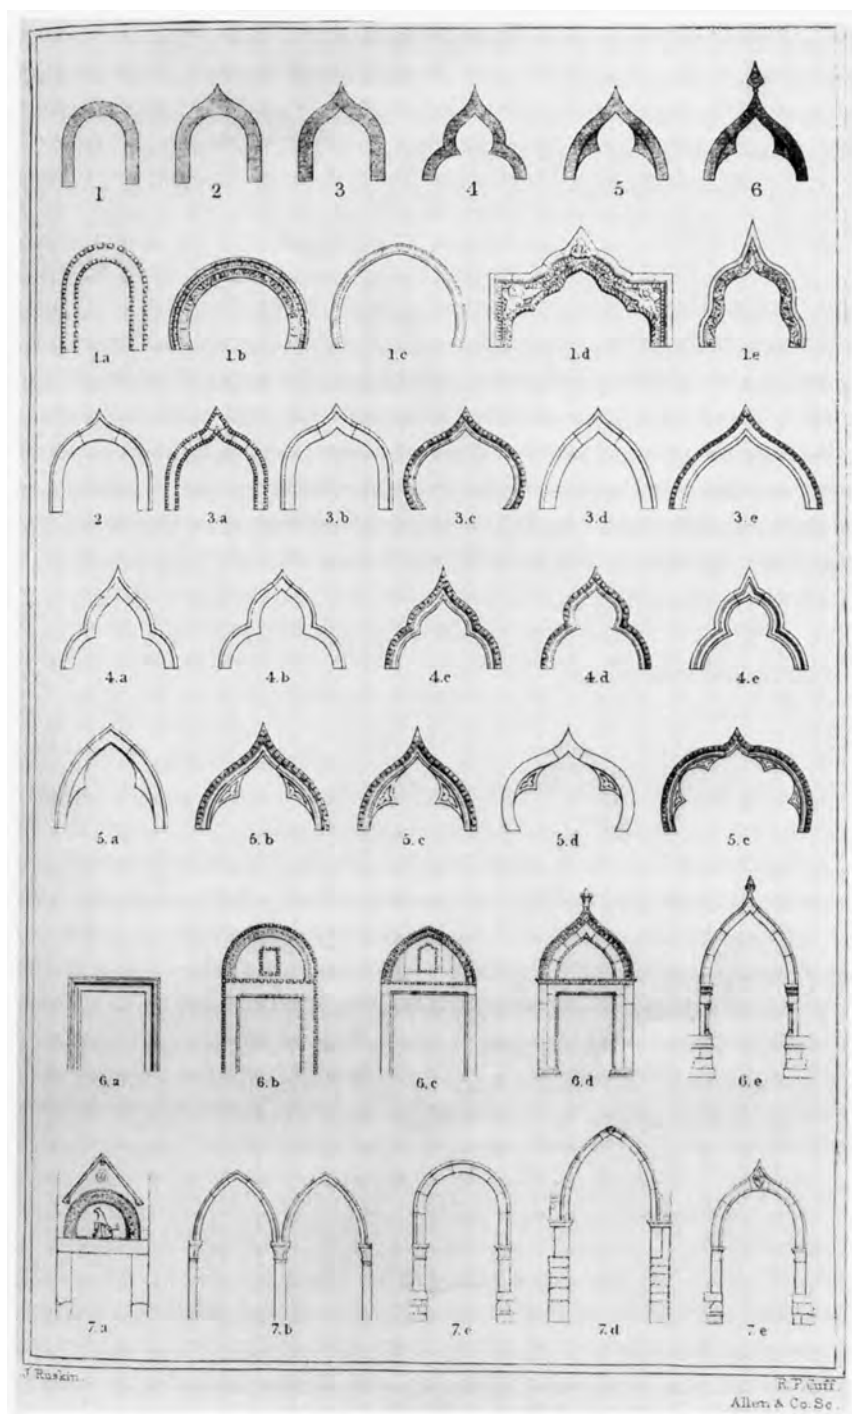 1 2 3 4 5 6
1.a 1.b 1.c 1.d 1.e
2 3.a 3.b 3.c 3.d 3.e
4.a 4.b 4.c 4.d 4.e
5.a 5.b 5.c 5.d 5.e
6.a 6.b 6.c 6.d 6.e
7.a 7.b 7.c 7.d 7.e
J. Ruskin.
R. P. Cuff.
Allen & Co. Sc.